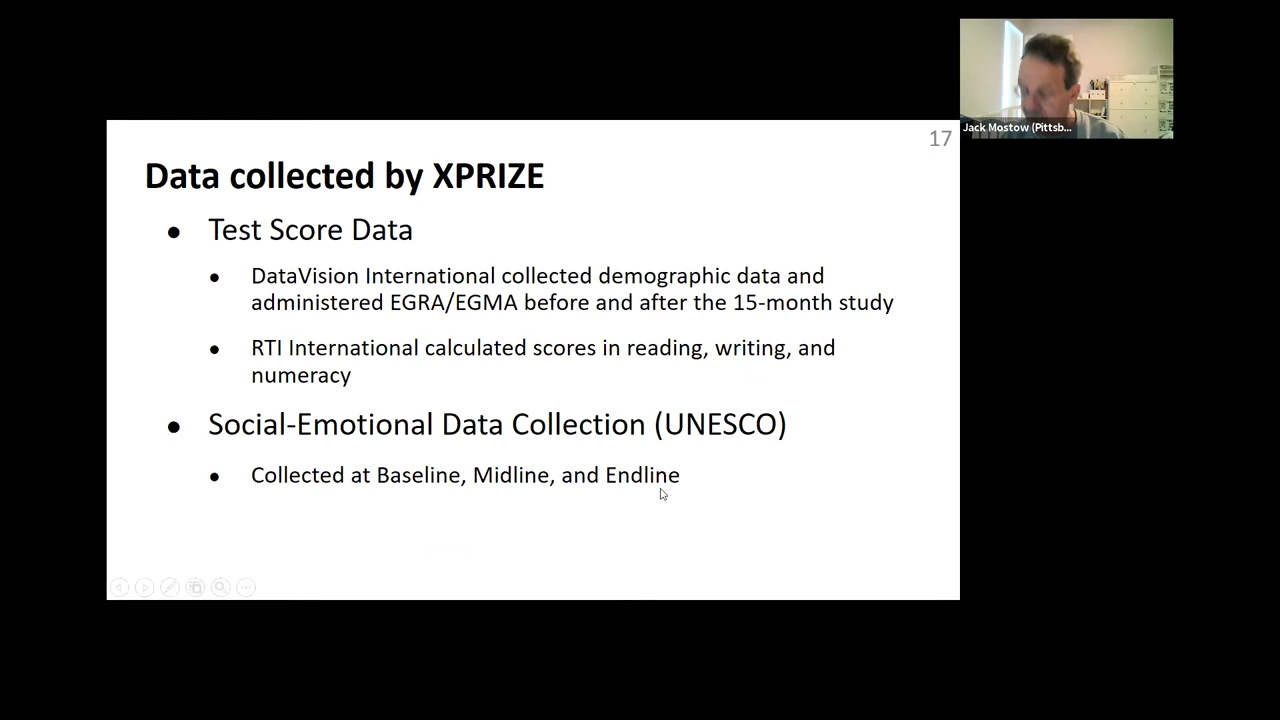 17
Jack Mostow (Pittsb...
Data collected by XPRIZE
● Test Score Data
● DataVision International collected demographic data and
administered EGRA/EGMA before and after the 15-month study
● RTI International calculated scores in reading, writing, and
numeracy
● Social-Emotional Data Collection (UNESCO)
● Collected at Baseline, Midline, and Endline